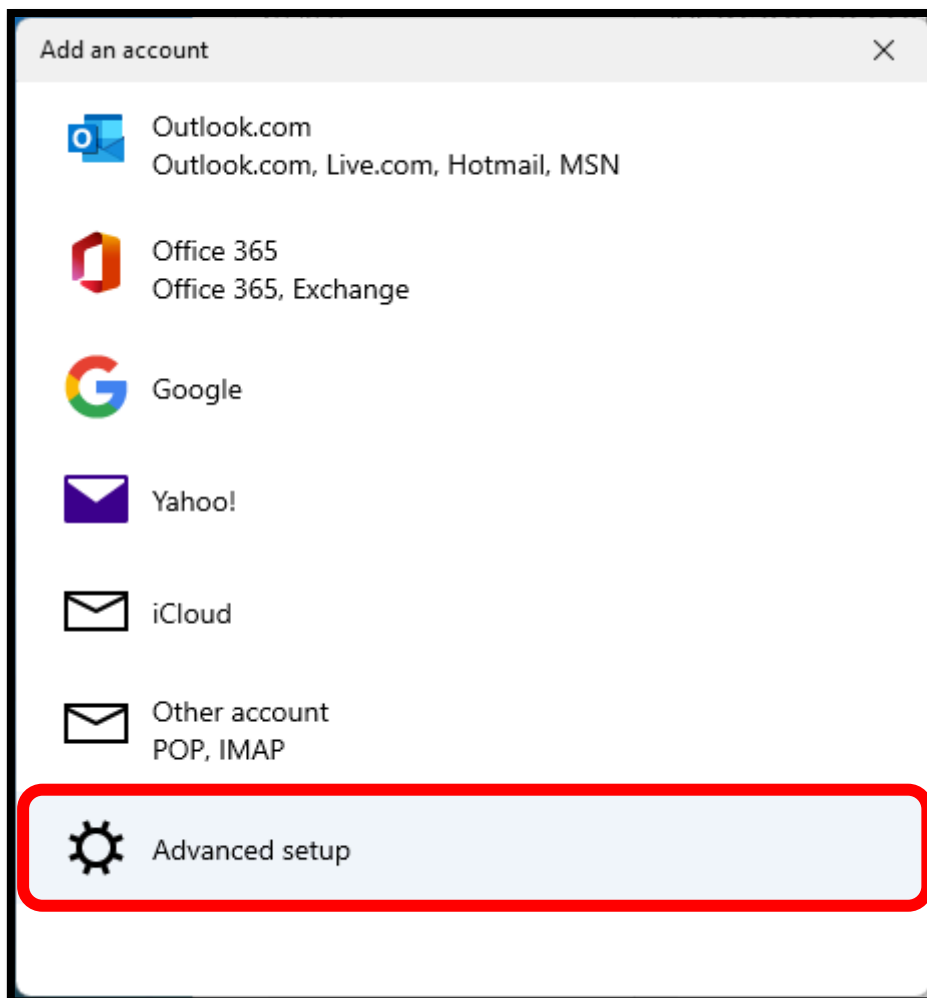 Add an account
Outlook.com
Outlook.com, Live.com, Hotmail, MSN
Office 365
Office 365, Exchange
Google
Yahoo!
iCloud
Other account
POP, IMAP
Advanced setup